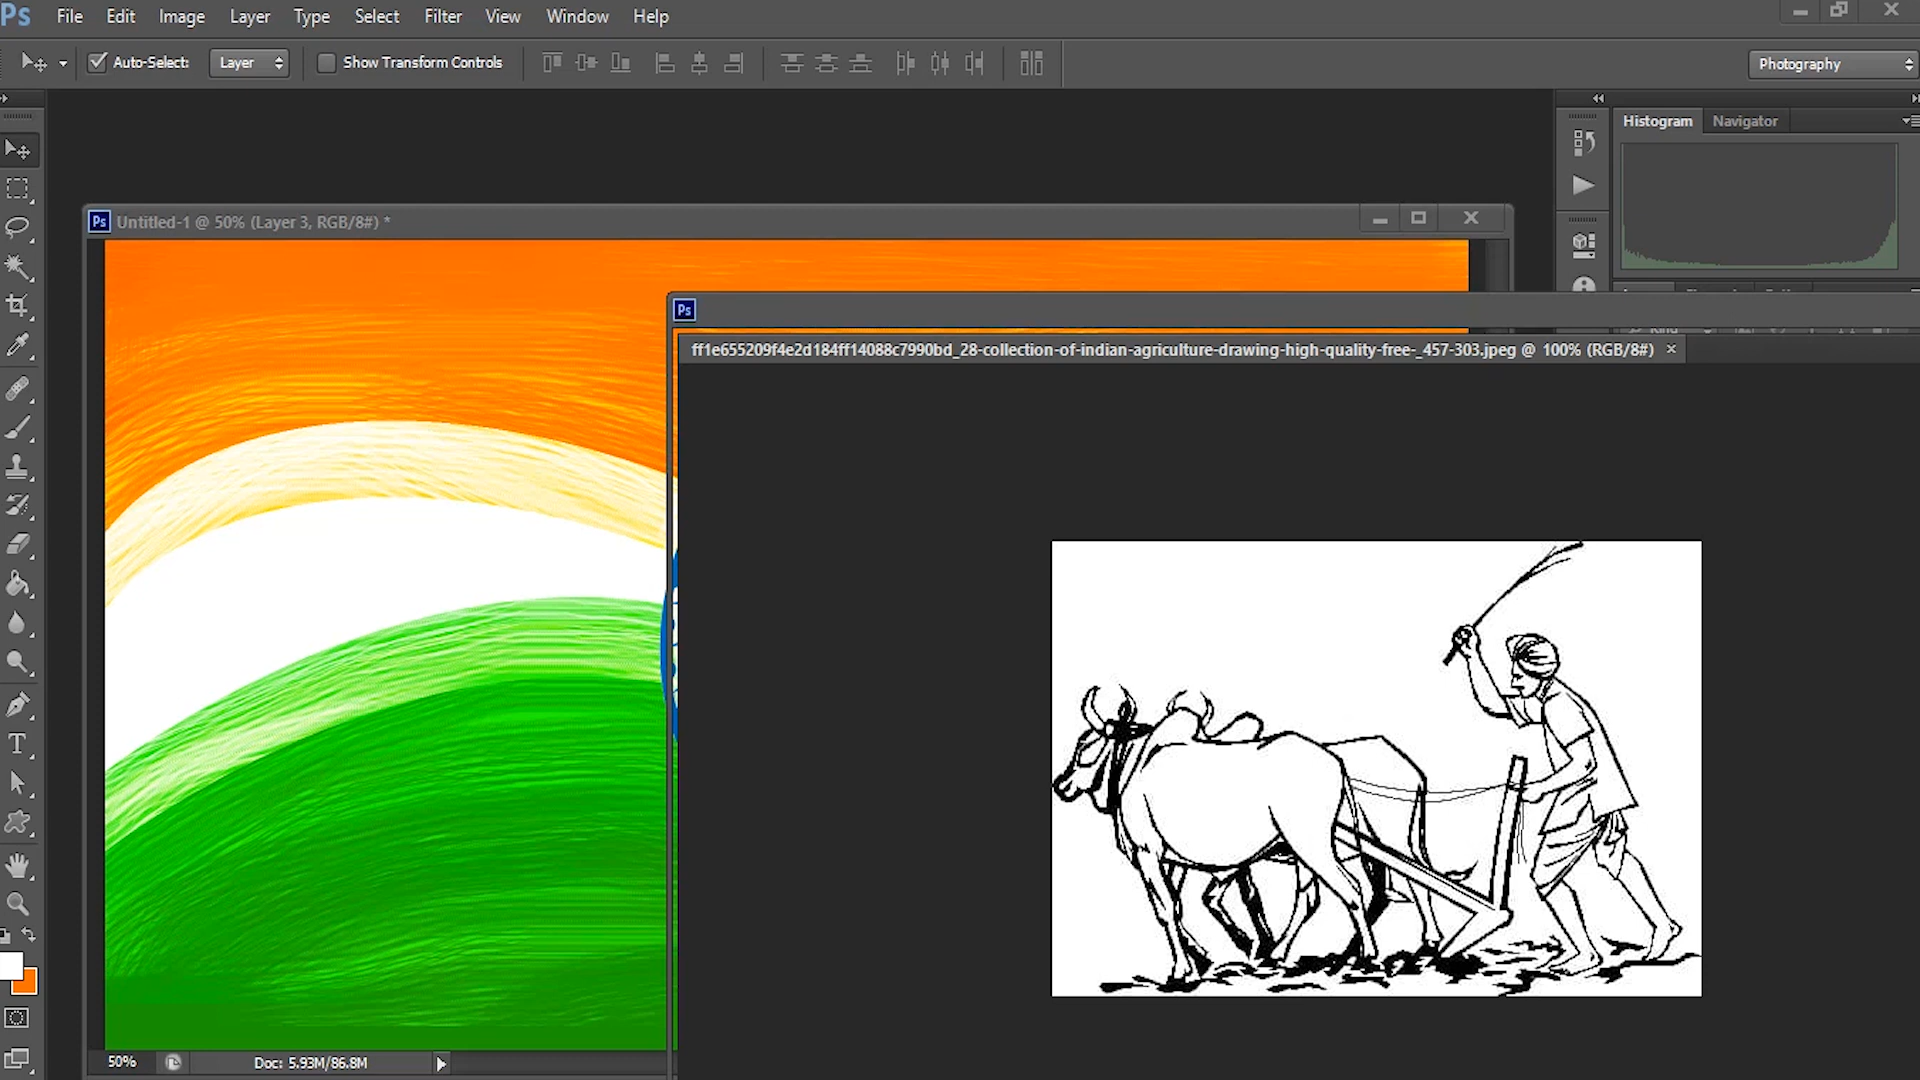 Ps File Edit Image Layer Type Select Filter View Window Help
Auto-Select: Layer Show Transform Controls Photography
Histogram Navigator
Ps Untitled-1 @ 50% (Layer 3, RGB/8#) *
Ps
ff1e655209f4e2d184ff14088c7990bd_28-collection-of-indian-agriculture-drawing-high-quality-free-_457-303.jpeg @ 100% (RGB/8#) ×
T
50% Doc: 5.93M/86.8M